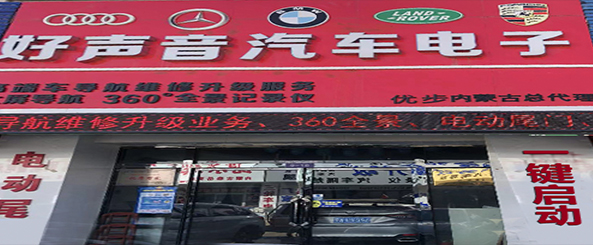 LAND-
ROVER
好声音汽车电子
高端车导航维修升级服务
大屏导航 360°全景记录仪
优步内蒙古总代理
导航维修升级业务、360全景、电动尾门
电动尾
一键启动